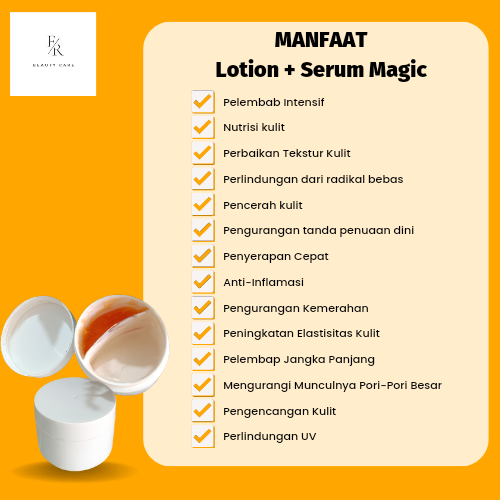 F/R
BEAUTY CARE
MANFAAT
Lotion + Serum Magic
Pelembab Intensif
Nutrisi kulit
Perbaikan Tekstur Kulit
Perlindungan dari radikal bebas
Pencerah kulit
Pengurangan tanda penuaan dini
Penyerapan Cepat
Anti-Inflamasi
Pengurangan Kemerahan
Peningkatan Elastisitas Kulit
Pelembap Jangka Panjang
Mengurangi Munculnya Pori-Pori Besar
Pengencangan Kulit
Perlindungan UV